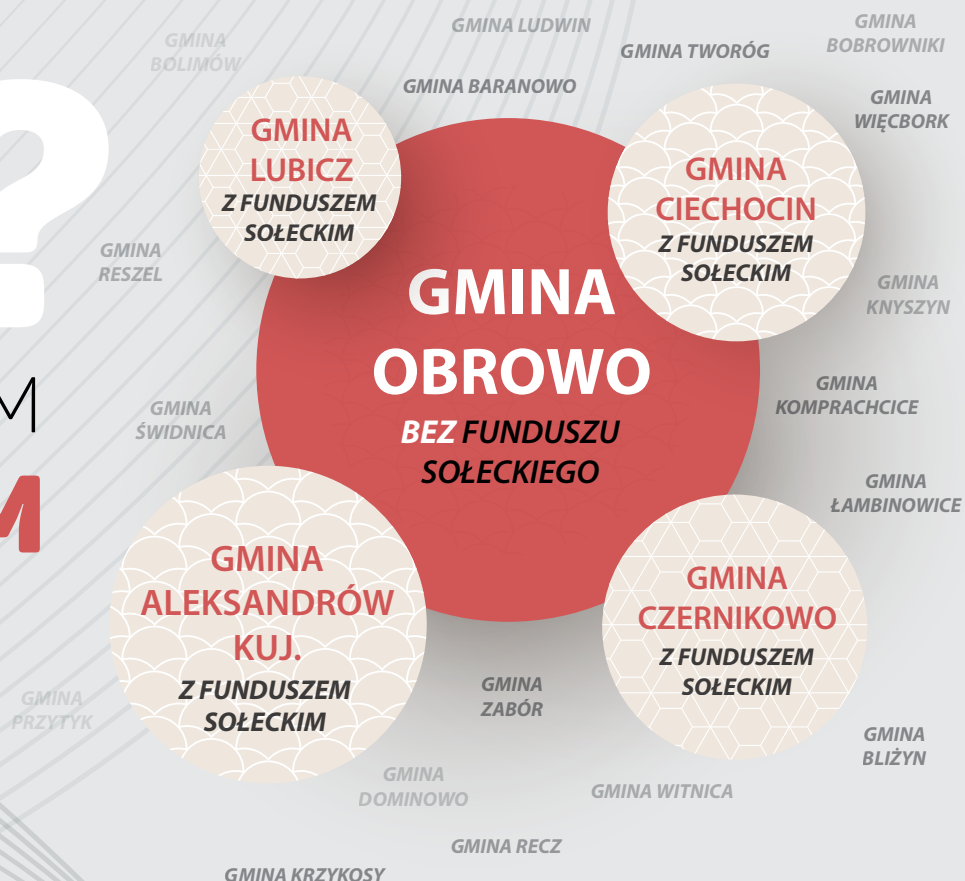 GMINA LUDWIN
GMINA
BOBROWNIKI
GMINA
BOLIMÓW
GMINA TWORÓG
GMINA BARANOWO
GMINA
WIĘCBORK
?
GMINA
LUBICZ
Z FUNDUSZEM
SOŁECKIM
GMINA
CIECHOCIN
Z FUNDUSZEM
SOŁECKIM
GMINA
RESZEL
GMINA
KNYSZYN
GMINA
OBROWO
BEZ FUNDUSZU
SOŁECKIEGO
M
GMINA
ŚWIDNICA
GMINA
KOMPRACHCICE
M
GMINA
ŁAMBINOWICE
GMINA
ALEKSANDRÓW
KUJ.
Z FUNDUSZEM
SOŁECKIM
GMINA
CZERNIKOWO
Z FUNDUSZEM
SOŁECKIM
GMINA
PRZYTYK
GMINA
ZABÓR
GMINA
BLIŻYN
GMINA
DOMINOWO
GMINA WITNICA
GMINA RECZ
GMINA KRZYKOSY